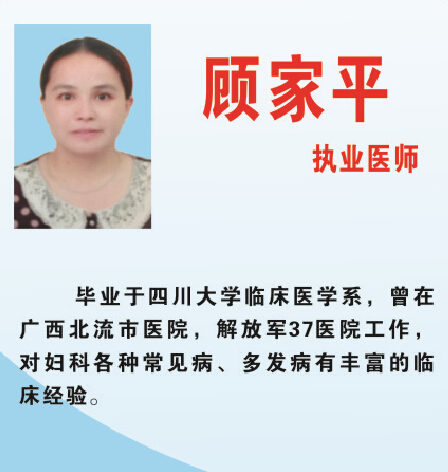 顾家平
执业医师
毕业于四川大学临床医学系，曾在
广西北流市医院，解放军37医院工作，
对妇科各种常见病、多发病有丰富的临
床经验。